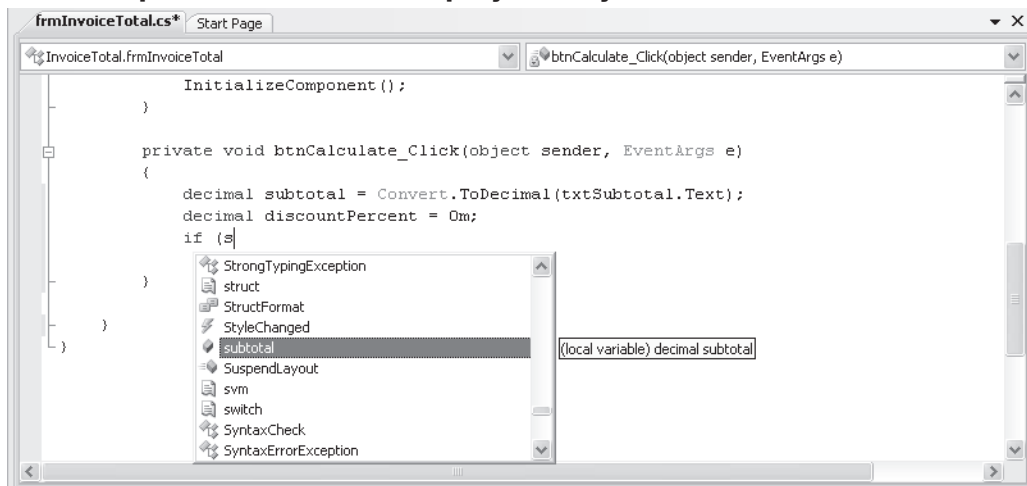 frmInvoiceTotal.cs* Start Page
InvoiceTotal.frmInvoiceTotal btnCalculate_Click(object sender, EventArgs e)
InitializeComponent();
}
private void btnCalculate_Click(object sender, EventArgs e)
{
decimal subtotal = Convert.ToDecimal(txtSubtotal.Text);
decimal discountPercent = 0m;
if (s
StrongTypingException
} struct
StructFormat
} StyleChanged
} subtotal (local variable) decimal subtotal
SuspendLayout
svm
switch
SyntaxCheck
SyntaxErrorException